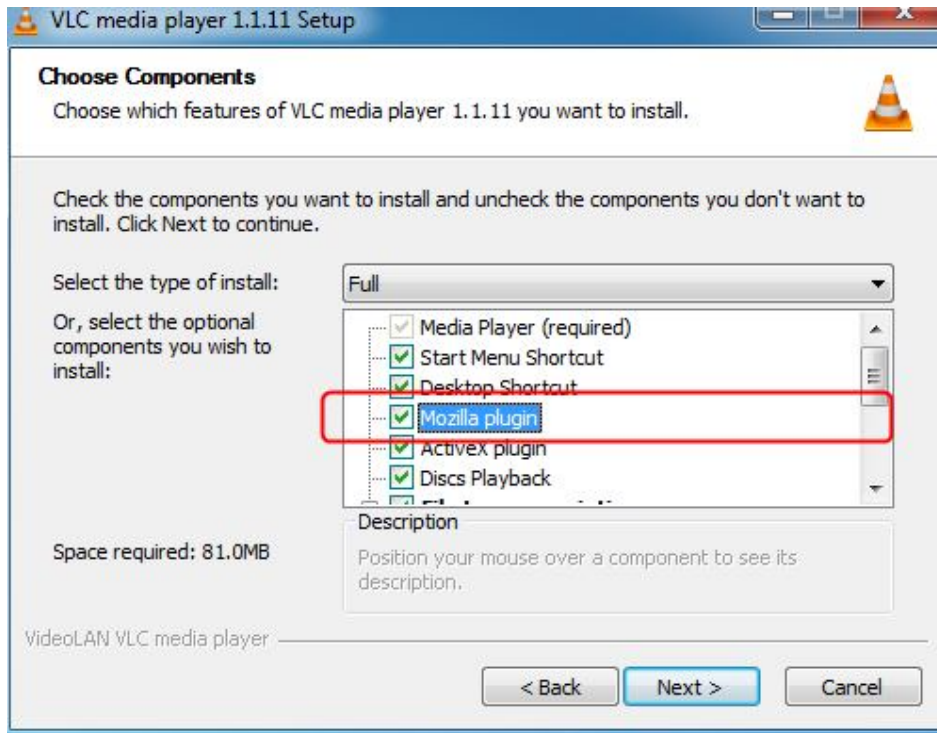 VLC media player 1.1.11 Setup
Choose Components
Choose which features of VLC media player 1.1.11 you want to install.
Check the components you want to install and uncheck the components you don't want to
install. Click Next to continue.
Select the type of install:
Full
Or, select the optional
components you wish to
install:
Media Player (required)
Start Menu Shortcut
Desktop Shortcut
Mozilla plugin
ActiveX plugin
Discs Playback
Space required: 81.0MB
Description
Position your mouse over a component to see its
description.
VideoLAN VLC media player
< Back
Next >
Cancel